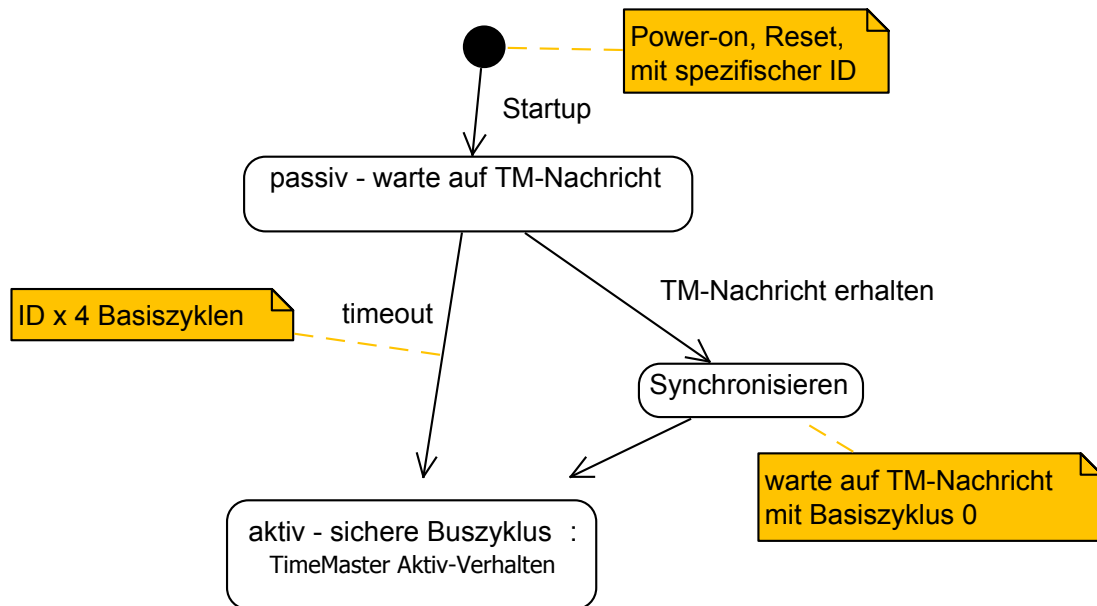 Power-on, Reset,
mit spezifischer ID
Startup
passiv - warte auf TM-Nachricht
ID x 4 Basiszyklen
timeout
TM-Nachricht erhalten
Synchronisieren
warte auf TM-Nachricht
mit Basiszyklus 0
aktiv - sichere Buszyklus :
TimeMaster Aktiv-Verhalten